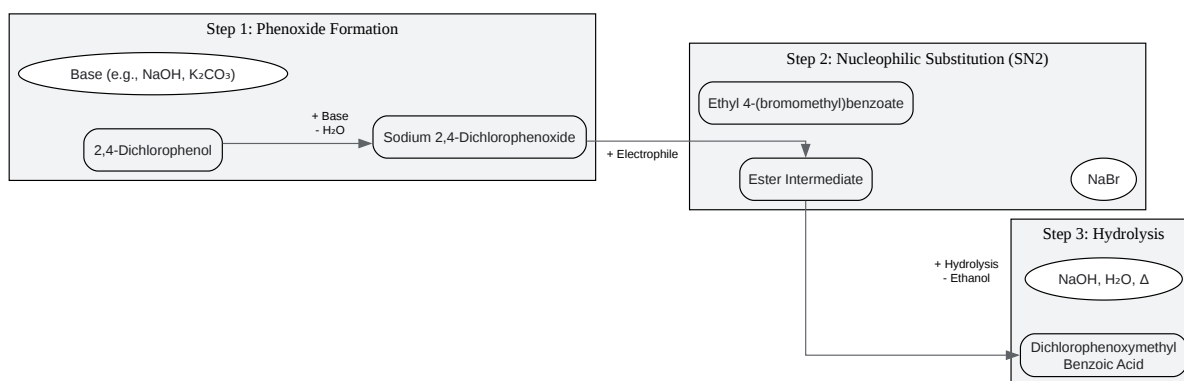 Step 1: Phenoxide Formation
Base (e.g., NaOH, K₂CO₃)
2,4-Dichlorophenol
+ Base
- H₂O
Sodium 2,4-Dichlorophenoxide
+ Electrophile
Step 2: Nucleophilic Substitution (SN2)
Ethyl 4-(bromomethyl)benzoate
Ester Intermediate
NaBr
+ Hydrolysis
- Ethanol
Step 3: Hydrolysis
NaOH, H₂O, Δ
Dichlorophenoxymethyl
Benzoic Acid